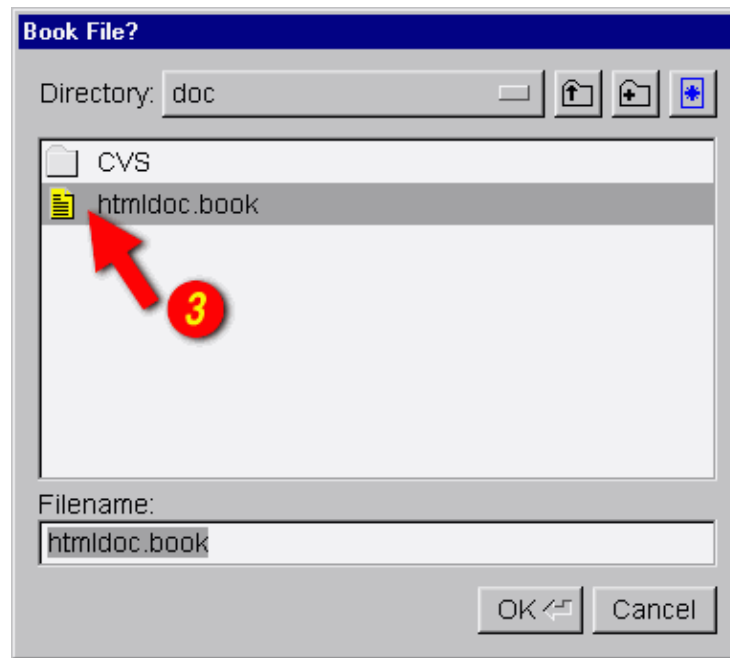 Book File?
Directory: doc
CVS
htmldoc.book
3
Filename:
htmldoc.book
OK Cancel